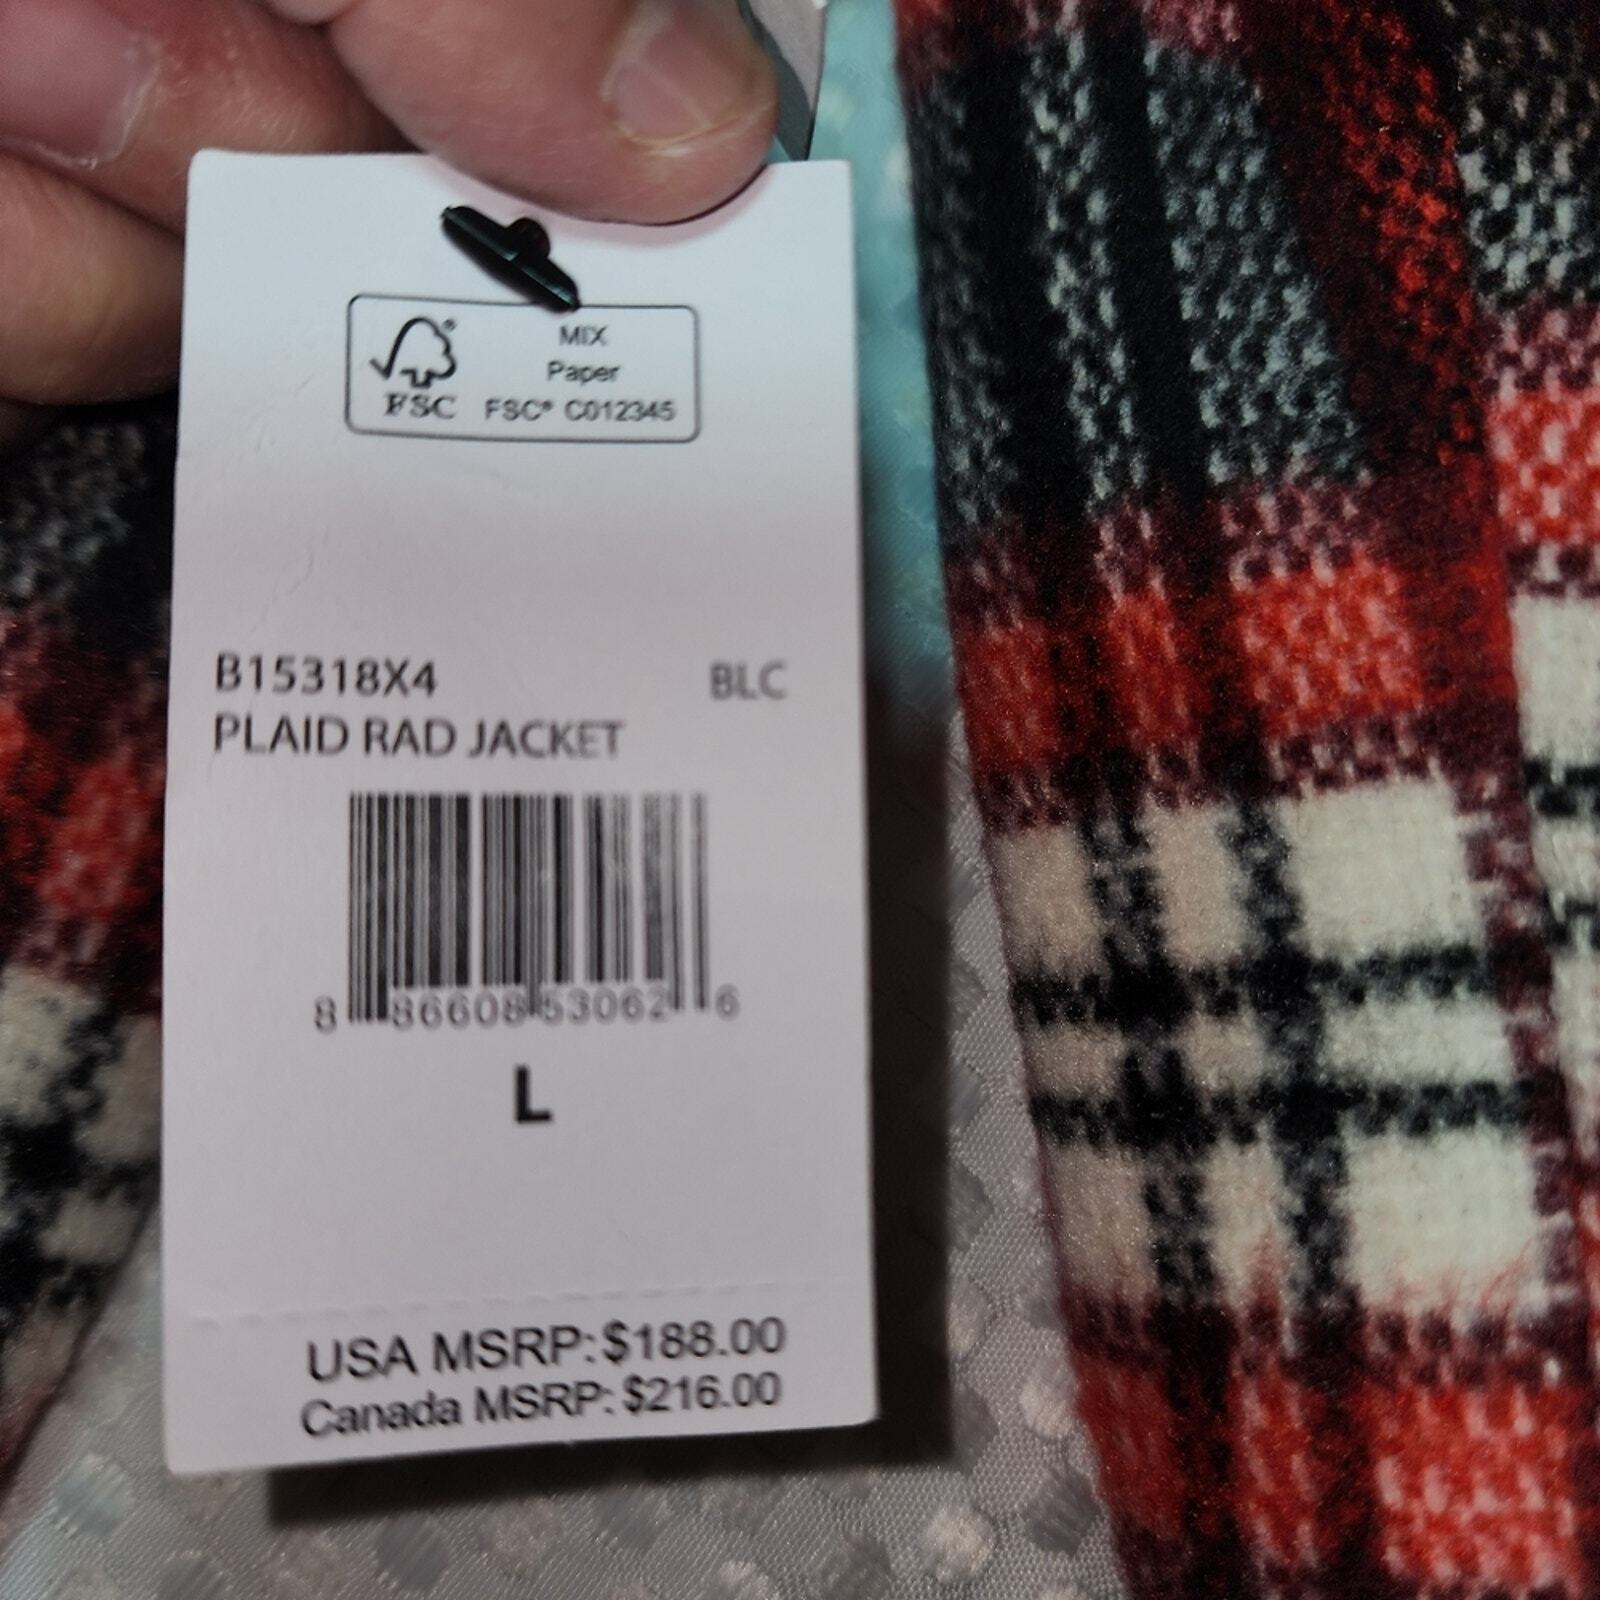 MIX
Paper
FSC FSC® C012345
B15318X4 BLC
PLAID RAD JACKET
8 86608 53062 6
L
USA MSRP: $188.00
Canada MSRP: $216.00